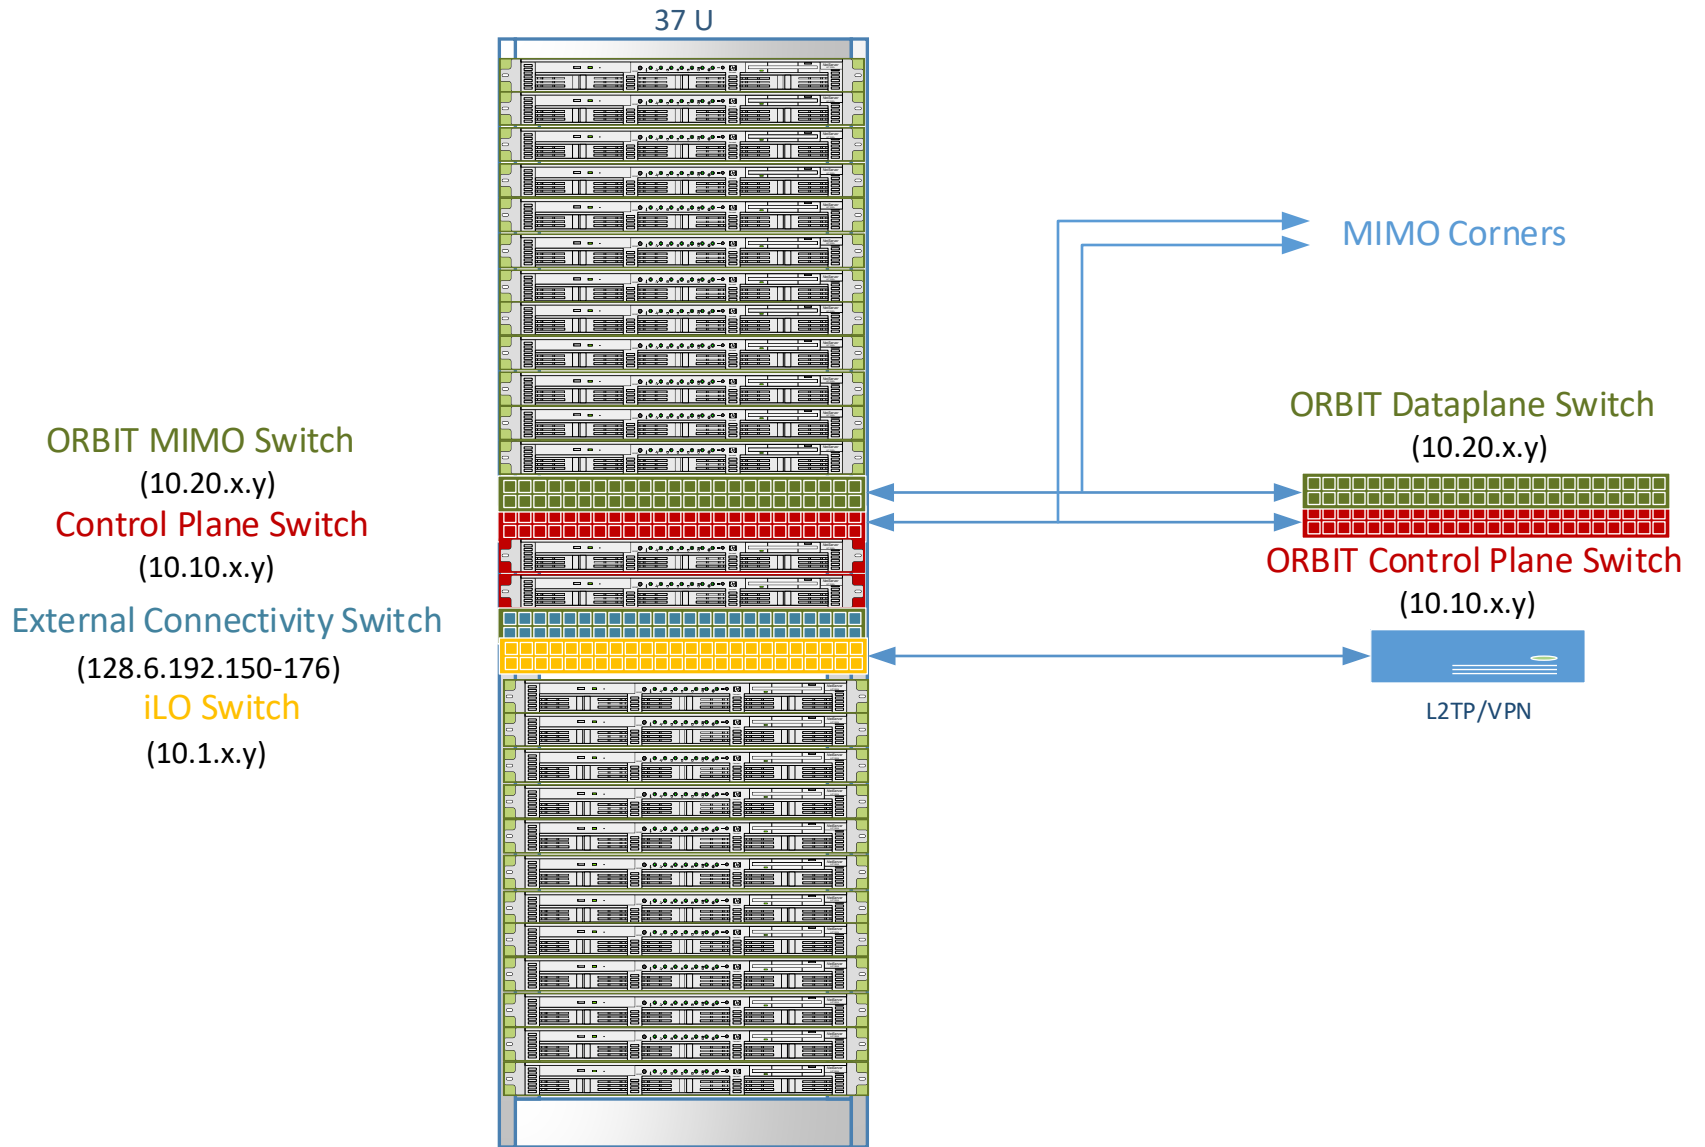 37 U
MIMO Corners
ORBIT Dataplane Switch
(10.20.x.y)
ORBIT MIMO Switch
(10.20.x.y)
Control Plane Switch
(10.10.x.y)
ORBIT Control Plane Switch
(10.10.x.y)
External Connectivity Switch
(128.6.192.150-176)
iLO Switch
(10.1.x.y)
L2TP/VPN